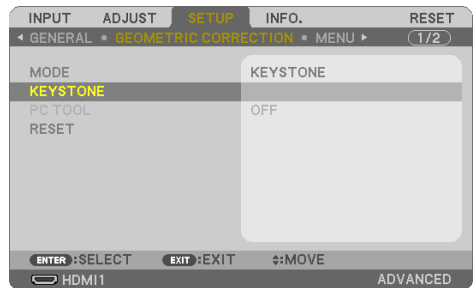 INPUT ADJUST SETUP INFO. RESET
◂ GENERAL • GEOMETRIC CORRECTION • MENU ▸ 1/2
MODE KEYSTONE
KEYSTONE
PC TOOL OFF
RESET
ENTER :SELECT EXIT :EXIT :MOVE
HDMI1 ADVANCED